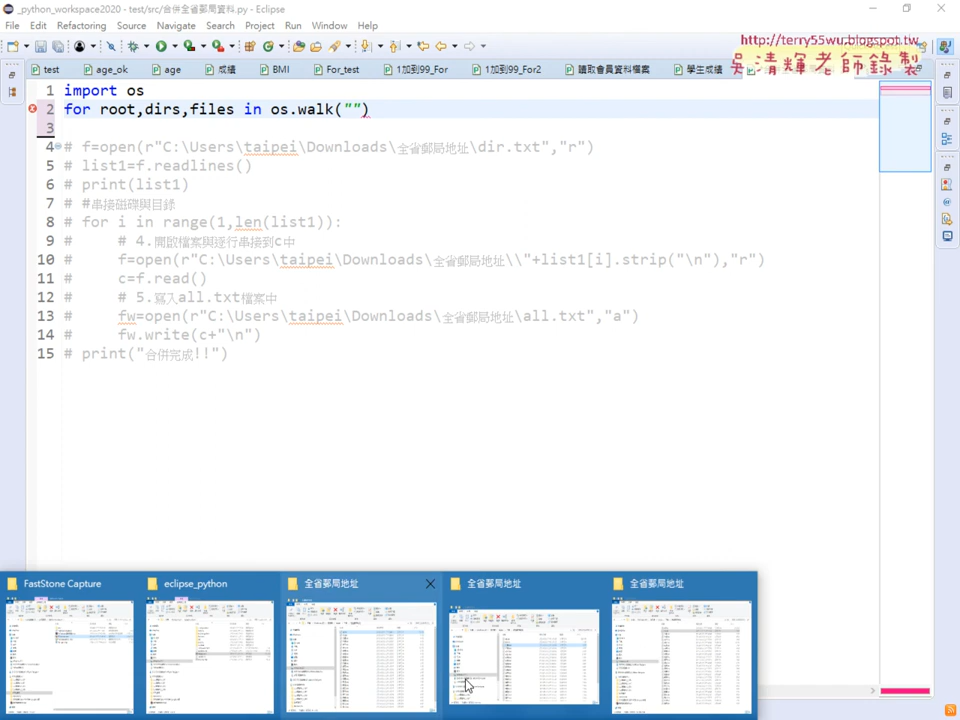 _python_workspace2020 - test/src/合併全省郵局資料.py - Eclipse
File Edit Refactoring Source Navigate Search Project Run Window Help
http://terry55wu.blogspot.tw
吳清輝老師錄製
test age_ok age 成績 BMI For_test 1加到99_For 1加到99_For2 讀取會員資料檔案 學生成績
1 import os
2 for root,dirs,files in os.walk("")
3
4 # f=open(r"C:\Users\taipei\Downloads\全省郵局地址\dir.txt","r")
5 # list1=f.readlines()
6 # print(list1)
7 # #串接磁碟與目錄
8 # for i in range(1,len(list1)):
9 #     # 4.開啟檔案與逐行串接到c中
10 #     f=open(r"C:\Users\taipei\Downloads\全省郵局地址\\"+list1[i].strip("\n"),"r")
11 #     c=f.read()
12 #     # 5.寫入all.txt檔案中
13 #     fw=open(r"C:\Users\taipei\Downloads\全省郵局地址\all.txt","a")
14 #     fw.write(c+"\n")
15 # print("合併完成!!")
FastStone Capture eclipse_python 全省郵局地址 全省郵局地址 全省郵局地址